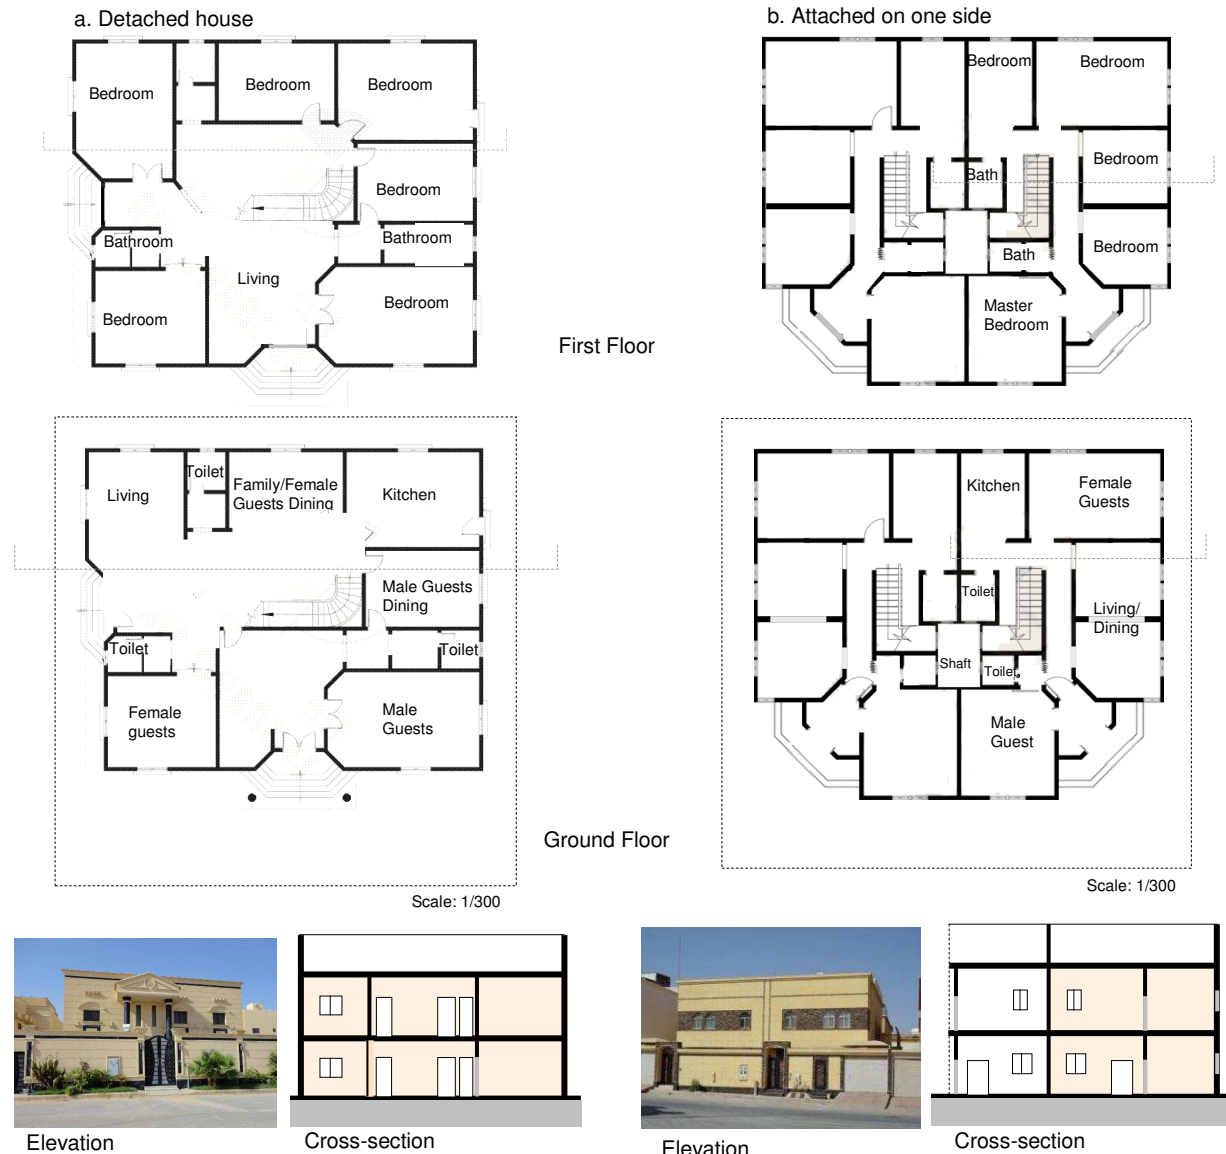 a. Detached house
b. Attached on one side
Bedroom
Bedroom
Bedroom
Bedroom
Bathroom
Bathroom
Living
Bedroom
Bedroom
Bedroom
Bedroom
Bedroom
Bath
Bedroom
Bath
Master
Bedroom
First Floor
Living
Toilet
Family/Female
Guests Dining
Kitchen
Male Guests
Dining
Toilet
Toilet
Female
guests
Male
Guests
Kitchen
Female
Guests
Toilet
Living/
Dining
Shaft
Toilet
Male
Guest
Ground Floor
Scale: 1/300
Scale: 1/300
Elevation
Cross-section
Elevation
Cross-section